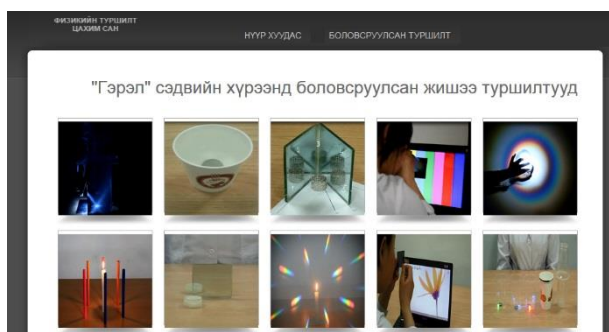 ФИЗИКИЙН ТУРШИЛТ
ЦАХИМ САН
НҮҮР ХУУДАС БОЛОВСРУУЛСАН ТУРШИЛТ
"Гэрэл" сэдвийн хүрээнд боловсруулсан жишээ туршилтууд